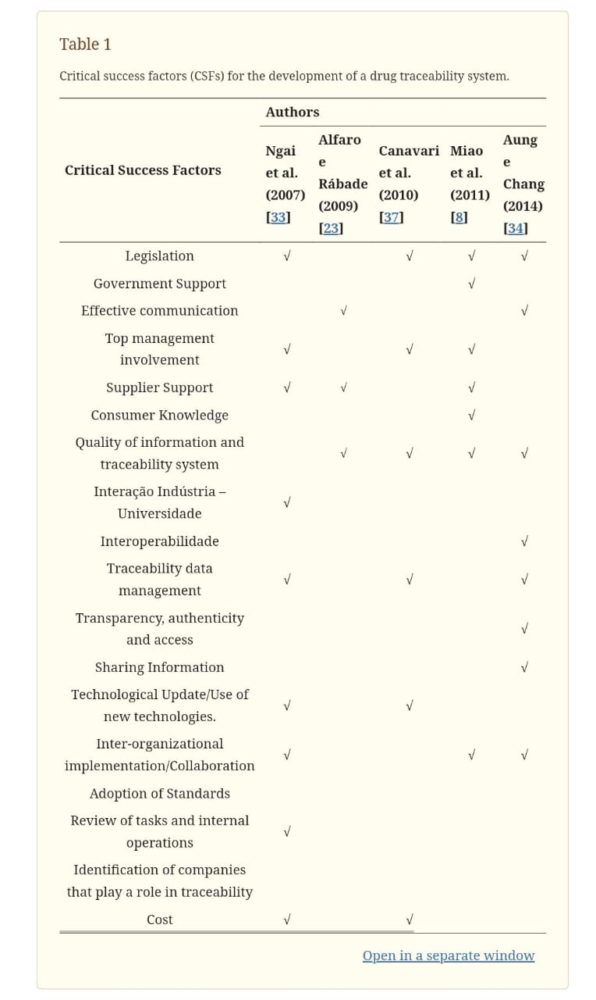 Table 1
Critical success factors (CSFs) for the development of a drug traceability system.
Authors
Critical Success Factors
Ngai
et al.
(2007)
[33]
Alfaro
e
Rábade
(2009)
[23]
Canavari
et al.
(2010)
[37]
Miao
et al.
(2011)
[8]
Aung
e
Chang
(2014)
[34]
Legislation √ √ √ √
Government Support √
Effective communication √ √
Top management
involvement √ √ √
Supplier Support √ √ √
Consumer Knowledge √
Quality of information and
traceability system √ √ √ √
Interação Indústria –
Universidade √
Interoperabilidade √
Traceability data
management √ √ √
Transparency, authenticity
and access √
Sharing Information √
Technological Update/Use of
new technologies. √ √
Inter-organizational
implementation/Collaboration √ √ √
Adoption of Standards
Review of tasks and internal
operations √
Identification of companies
that play a role in traceability
Cost √ √
Open in a separate window